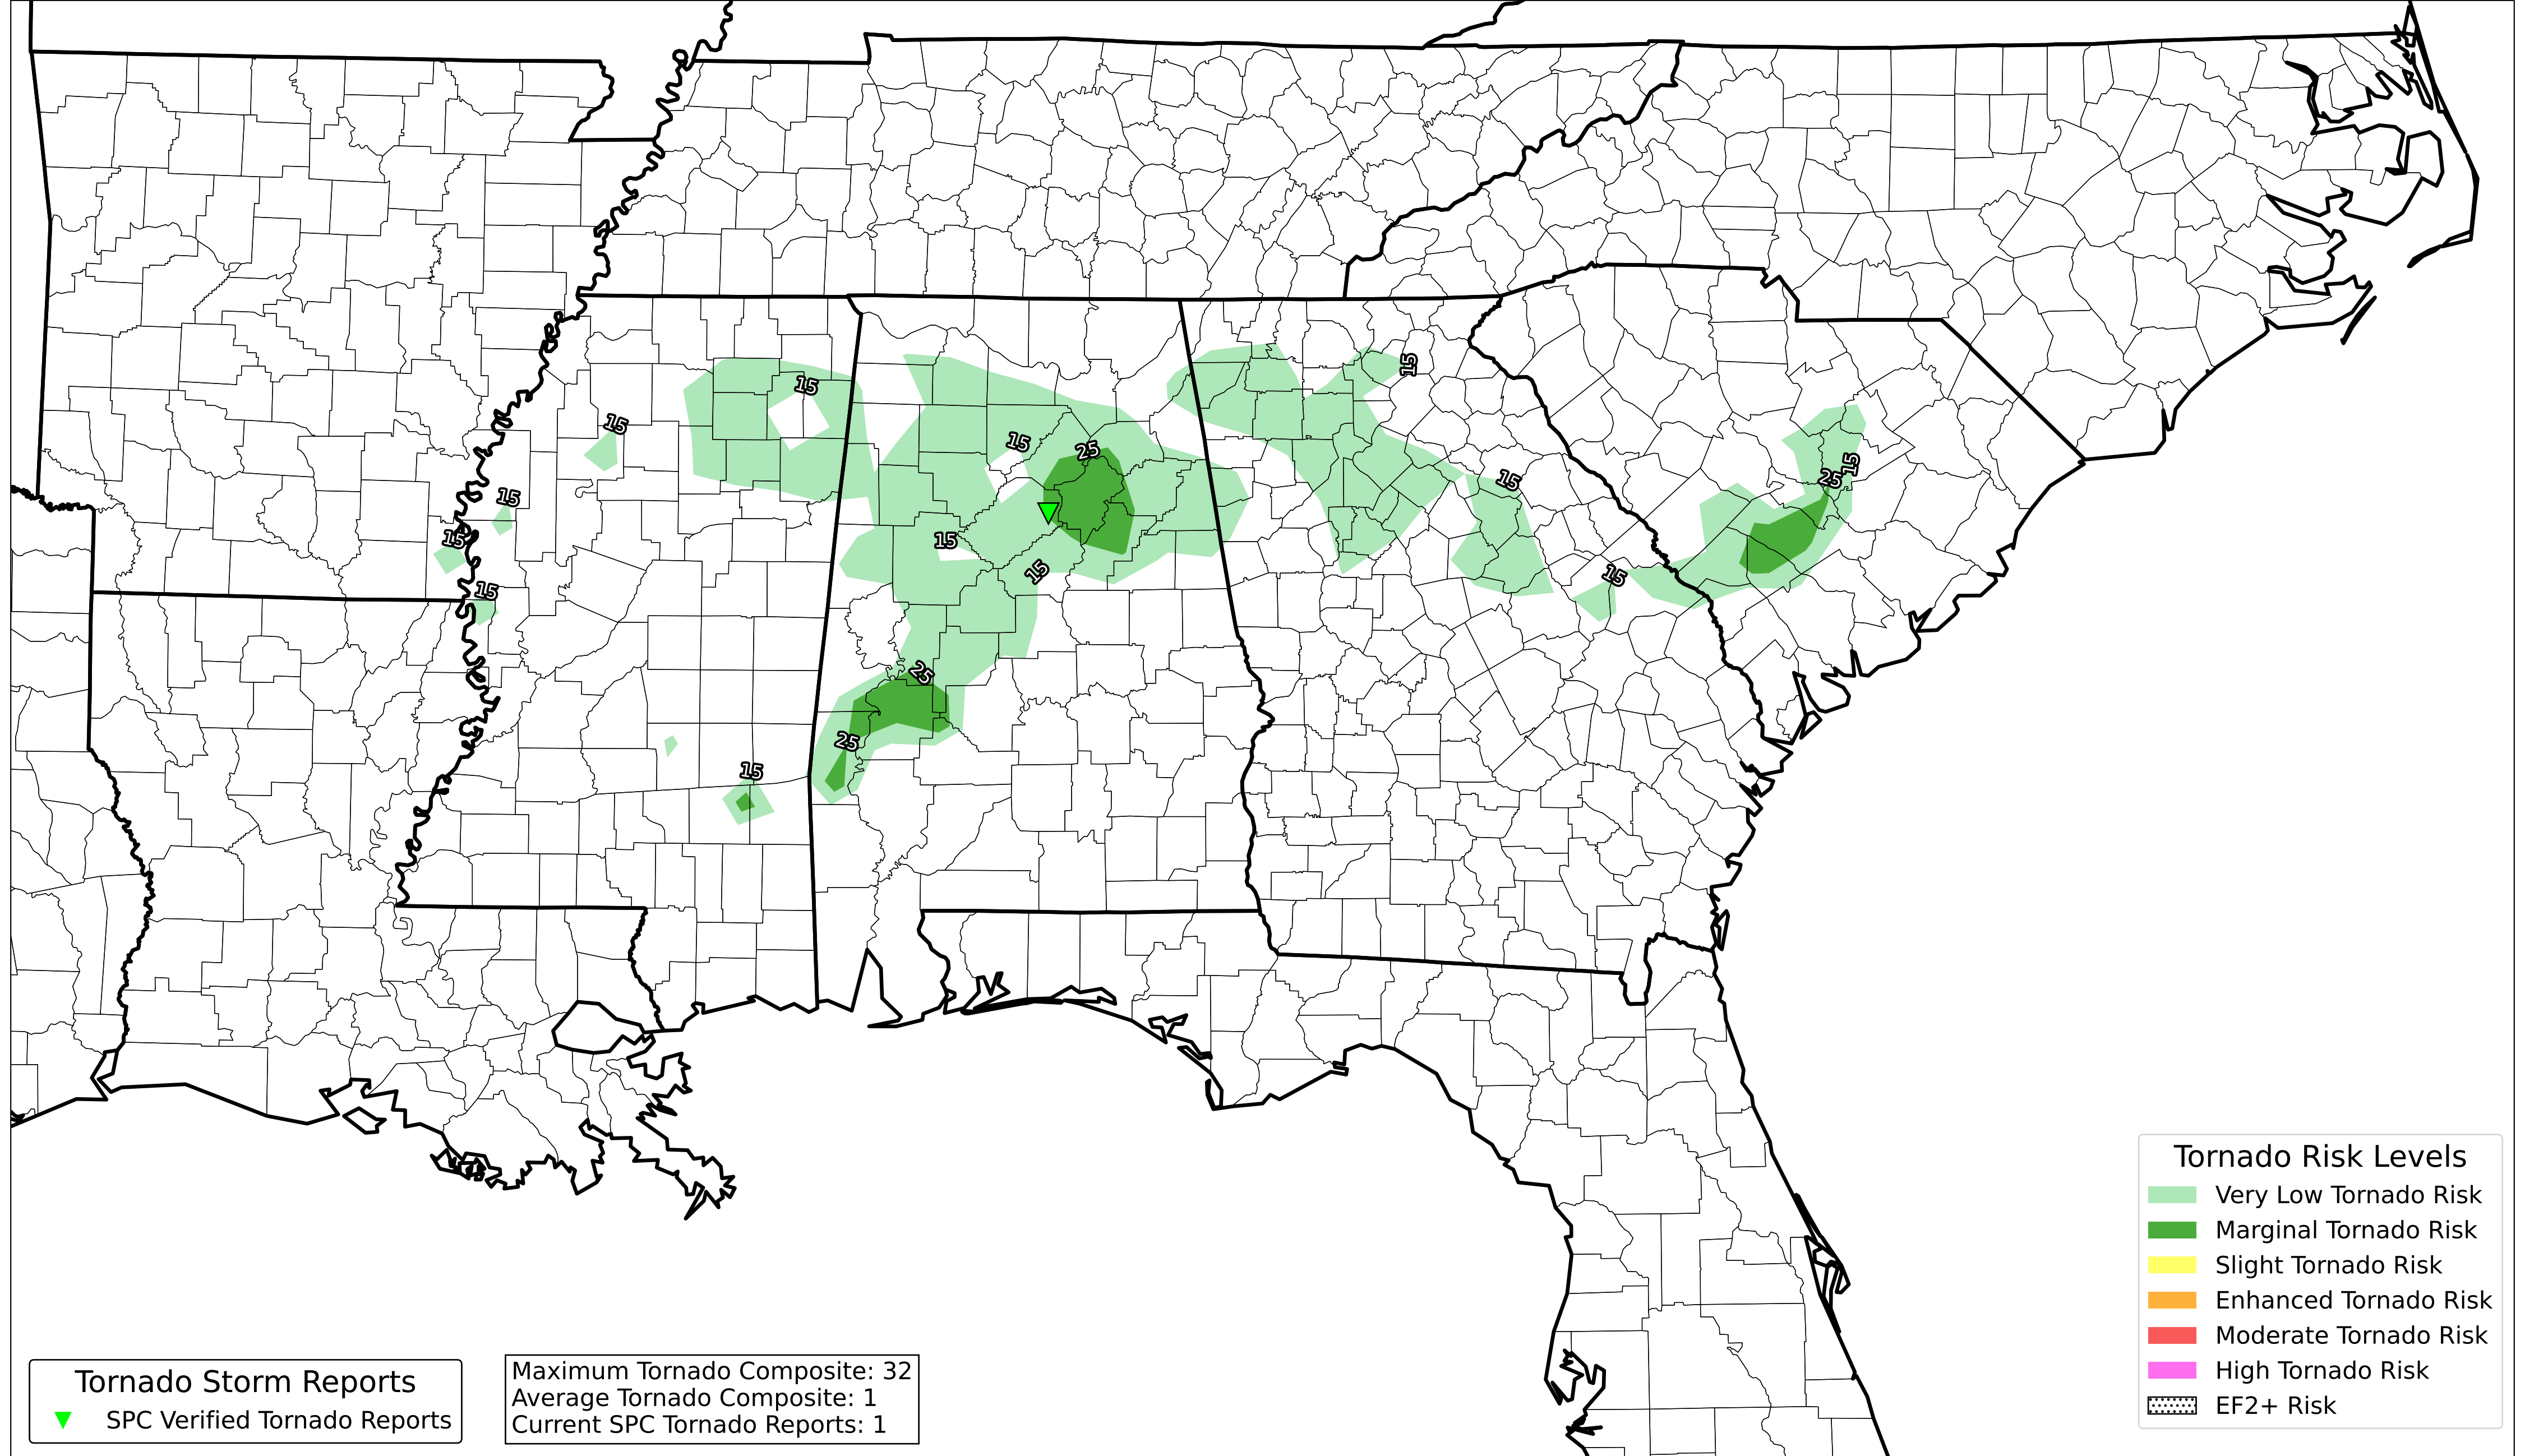 15
15
15
15
25
15
25
15
15
15
15
15
15
15
15
25
25
15
Tornado Risk Levels
Very Low Tornado Risk
Marginal Tornado Risk
Slight Tornado Risk
Enhanced Tornado Risk
Moderate Tornado Risk
High Tornado Risk
EF2+ Risk
Tornado Storm Reports
SPC Verified Tornado Reports
Maximum Tornado Composite: 32
Average Tornado Composite: 1
Current SPC Tornado Reports: 1